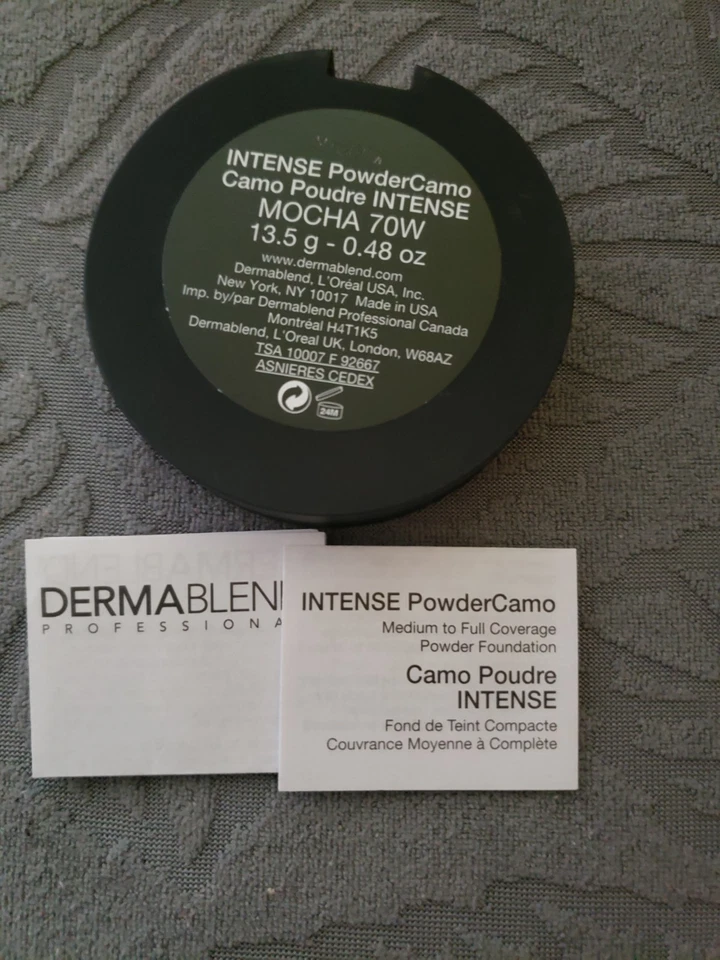 INTENSE PowderCamo
Camo Poudre INTENSE
MOCHA 70W
13.5 g - 0.48 oz
www.dermablend.com
Dermablend, L'Oréal USA, Inc.
New York, NY 10017 Made in USA
Imp. by/par Dermablend Professional Canada
Montréal H4T1K5
Dermablend, L'Oreal UK, London, W68AZ
TSA 10007 F 92667
ASNIERES CEDEX
24M
DERMABLEN
PROFESSIONA
INTENSE PowderCamo
Medium to Full Coverage
Powder Foundation
Camo Poudre
INTENSE
Fond de Teint Compacte
Couvrance Moyenne à Complète